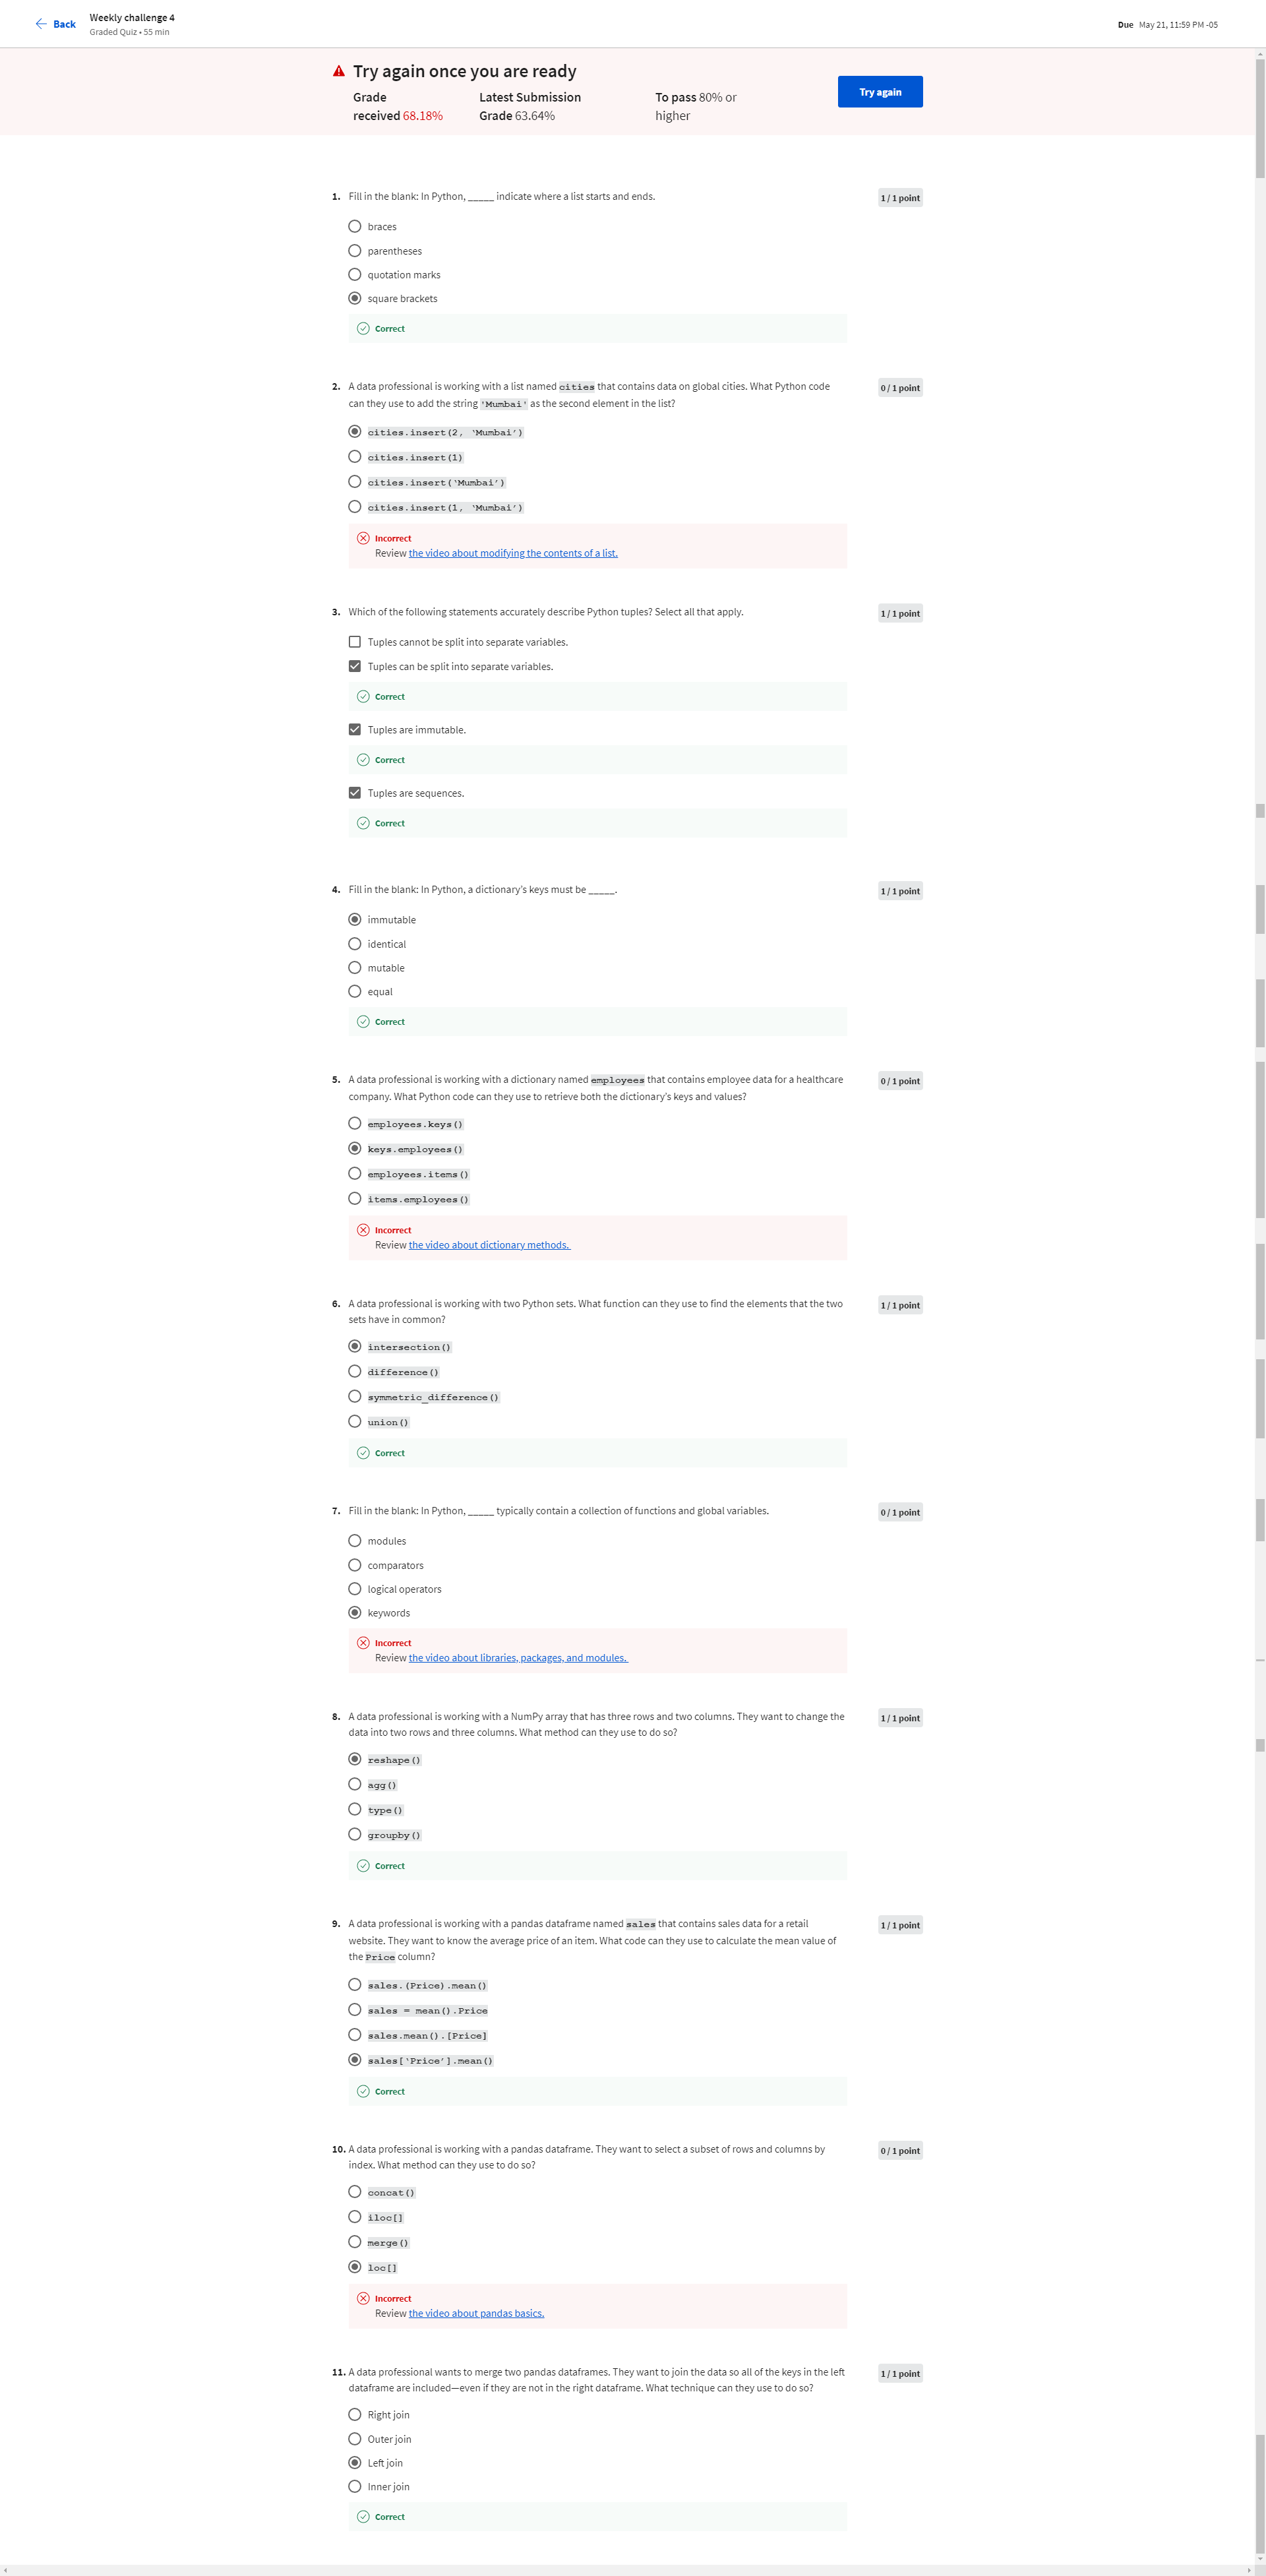 Back
Weekly challenge 4
Graded Quiz • 55 min
Due May 21, 11:59 PM -05
Try again once you are ready
Grade received 68.18%
Latest Submission Grade 63.64%
To pass 80% or higher
Try again
1. Fill in the blank: In Python, _____ indicate where a list starts and ends.
1 / 1 point
braces
parentheses
quotation marks
square brackets
Correct
2. A data professional is working with a list named cities that contains data on global cities. What Python code
can they use to add the string 'Mumbai' as the second element in the list?
0 / 1 point
cities.insert(2, ‘Mumbai’)
cities.insert(1)
cities.insert(‘Mumbai’)
cities.insert(1, ‘Mumbai’)
Incorrect
Review the video about modifying the contents of a list.
3. Which of the following statements accurately describe Python tuples? Select all that apply.
1 / 1 point
Tuples cannot be split into separate variables.
Tuples can be split into separate variables.
Correct
Tuples are immutable.
Correct
Tuples are sequences.
Correct
4. Fill in the blank: In Python, a dictionary’s keys must be _____.
1 / 1 point
immutable
identical
mutable
equal
Correct
5. A data professional is working with a dictionary named employees that contains employee data for a healthcare
company. What Python code can they use to retrieve both the dictionary’s keys and values?
0 / 1 point
employees.keys()
keys.employees()
employees.items()
items.employees()
Incorrect
Review the video about dictionary methods.
6. A data professional is working with two Python sets. What function can they use to find the elements that the two
sets have in common?
1 / 1 point
intersection()
difference()
symmetric_difference()
union()
Correct
7. Fill in the blank: In Python, _____ typically contain a collection of functions and global variables.
0 / 1 point
modules
comparators
logical operators
keywords
Incorrect
Review the video about libraries, packages, and modules.
8. A data professional is working with a NumPy array that has three rows and two columns. They want to change the
data into two rows and three columns. What method can they use to do so?
1 / 1 point
reshape()
agg()
type()
groupby()
Correct
9. A data professional is working with a pandas dataframe named sales that contains sales data for a retail
website. They want to know the average price of an item. What code can they use to calculate the mean value of
the Price column?
1 / 1 point
sales.(Price).mean()
sales = mean().Price
sales.mean().[Price]
sales[‘Price’].mean()
Correct
10. A data professional is working with a pandas dataframe. They want to select a subset of rows and columns by
index. What method can they use to do so?
0 / 1 point
concat()
iloc[]
merge()
loc[]
Incorrect
Review the video about pandas basics.
11. A data professional wants to merge two pandas dataframes. They want to join the data so all of the keys in the left
dataframe are included—even if they are not in the right dataframe. What technique can they use to do so?
1 / 1 point
Right join
Outer join
Left join
Inner join
Correct